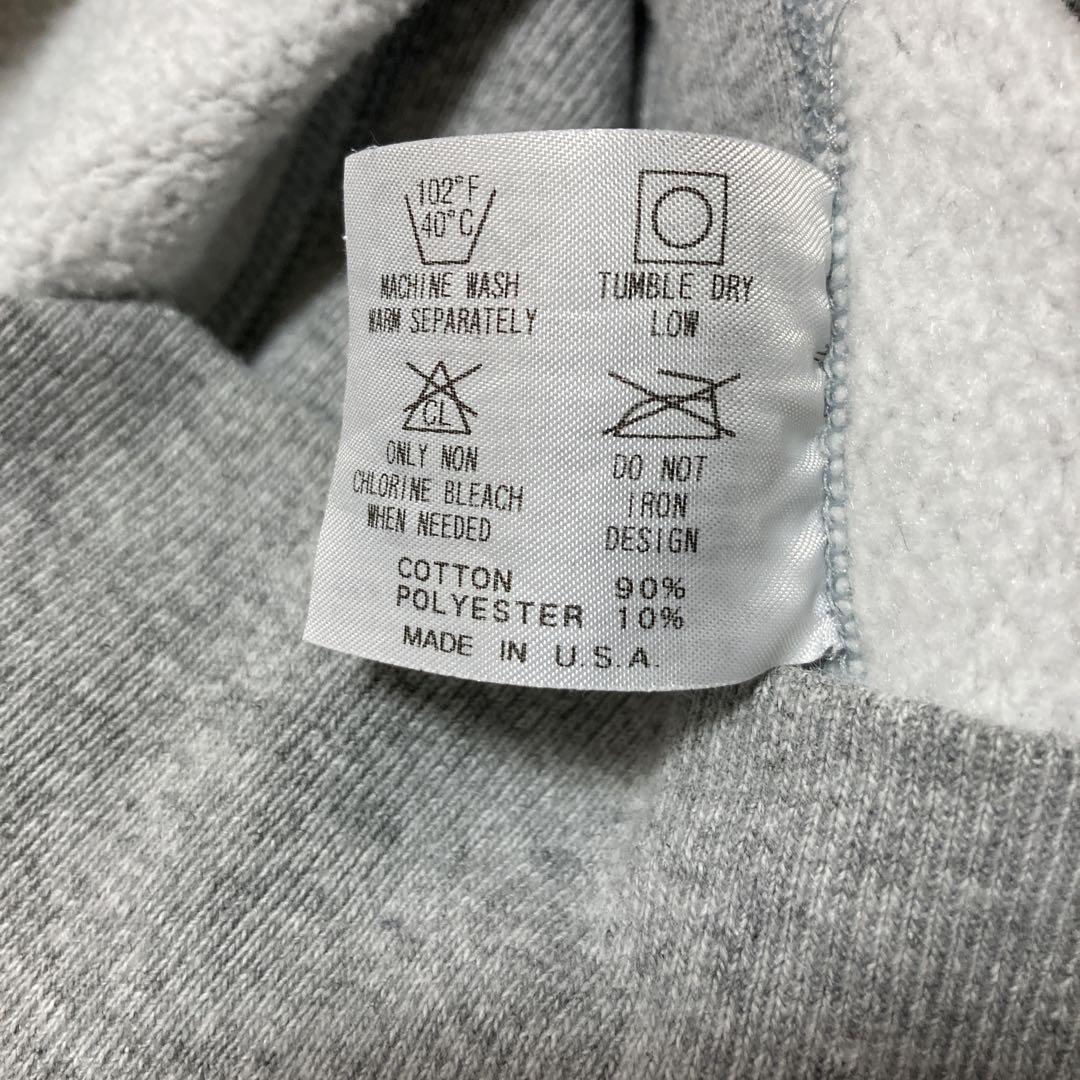 102°F
40°C
MACHINE WASH
WARM SEPARATELY
TUMBLE DRY
LOW
CL
ONLY NON
CHLORINE BLEACH
WHEN NEEDED
DO NOT
IRON
DESIGN
COTTON 90%
POLYESTER 10%
MADE IN U.S.A.